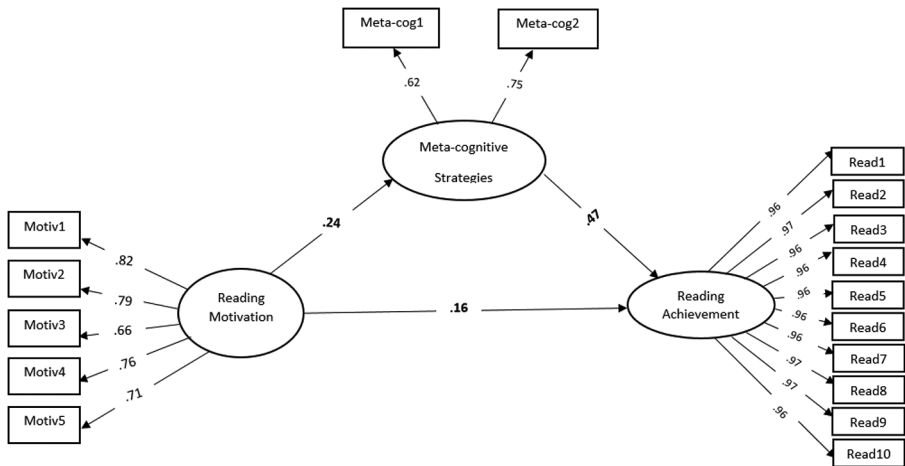 Meta-cog1
Meta-cog2
.62
.75
Meta-cognitive
Strategies
.24
.47
Motiv1
Motiv2
Motiv3
Motiv4
Motiv5
.82
.79
.66
.76
.71
Reading
Motivation
.16
Reading
Achievement
.96
.97
.96
.96
.96
.96
.96
.97
.97
.96
Read1
Read2
Read3
Read4
Read5
Read6
Read7
Read8
Read9
Read10